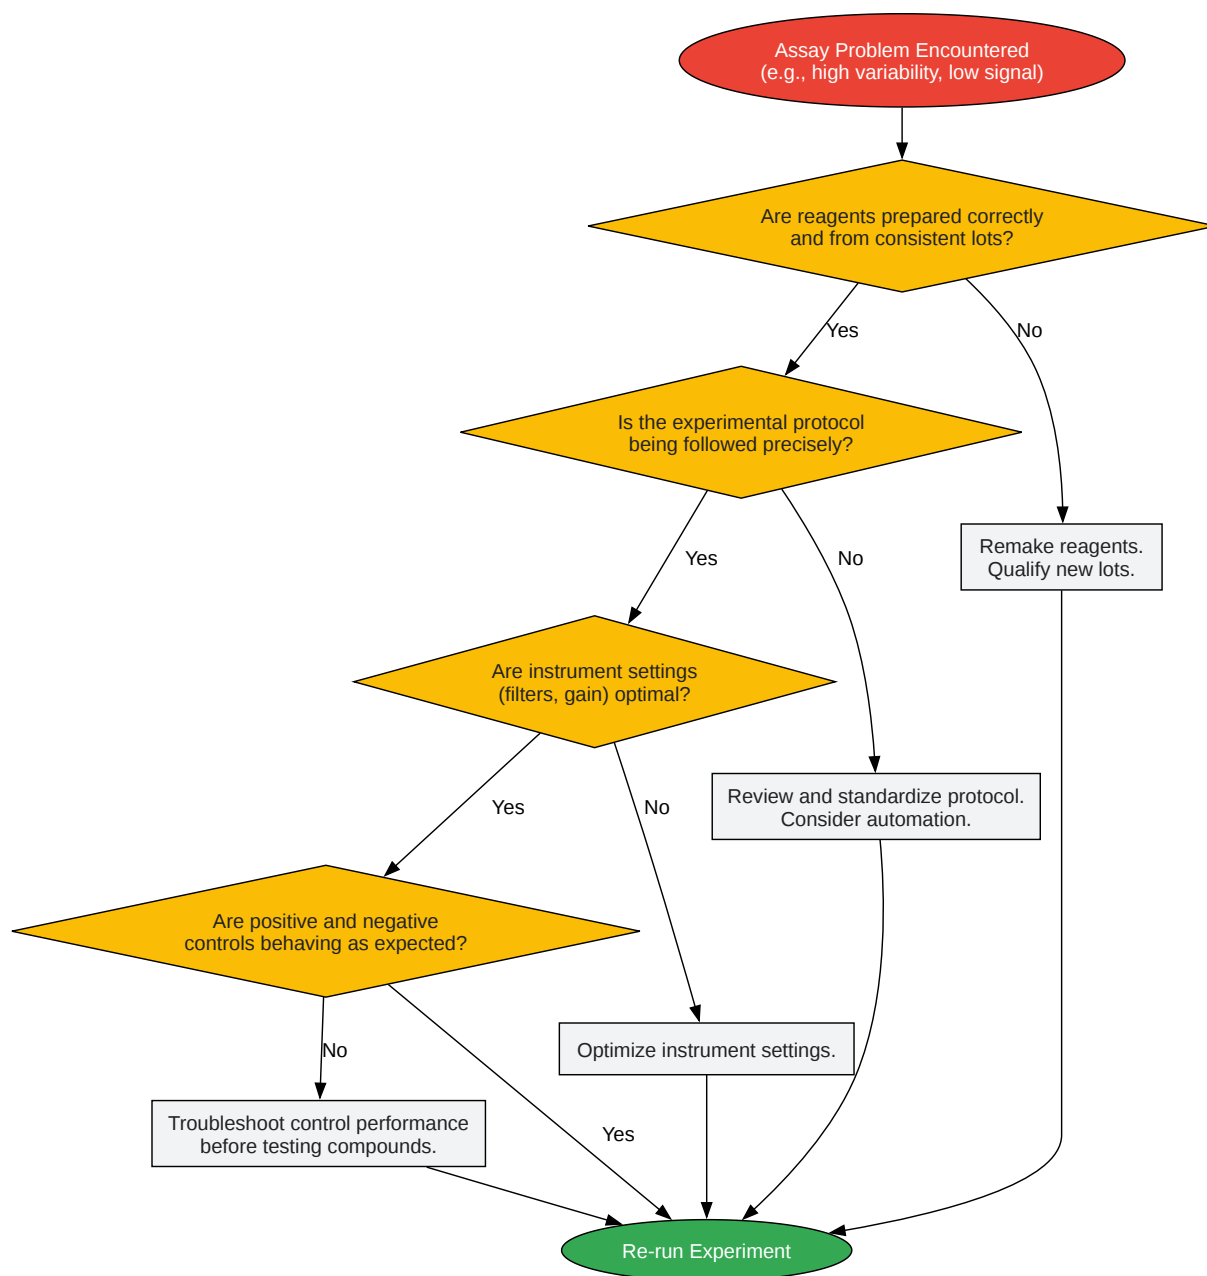 Assay Problem Encountered
(e.g., high variability, low signal)
Are reagents prepared correctly
and from consistent lots?
Yes
No
Is the experimental protocol
being followed precisely?
Remake reagents.
Qualify new lots.
Yes
No
Are instrument settings
(filters, gain) optimal?
Review and standardize protocol.
Consider automation.
Yes
No
Are positive and negative
controls behaving as expected?
Optimize instrument settings.
No
Troubleshoot control performance
before testing compounds.
Yes
Re-run Experiment